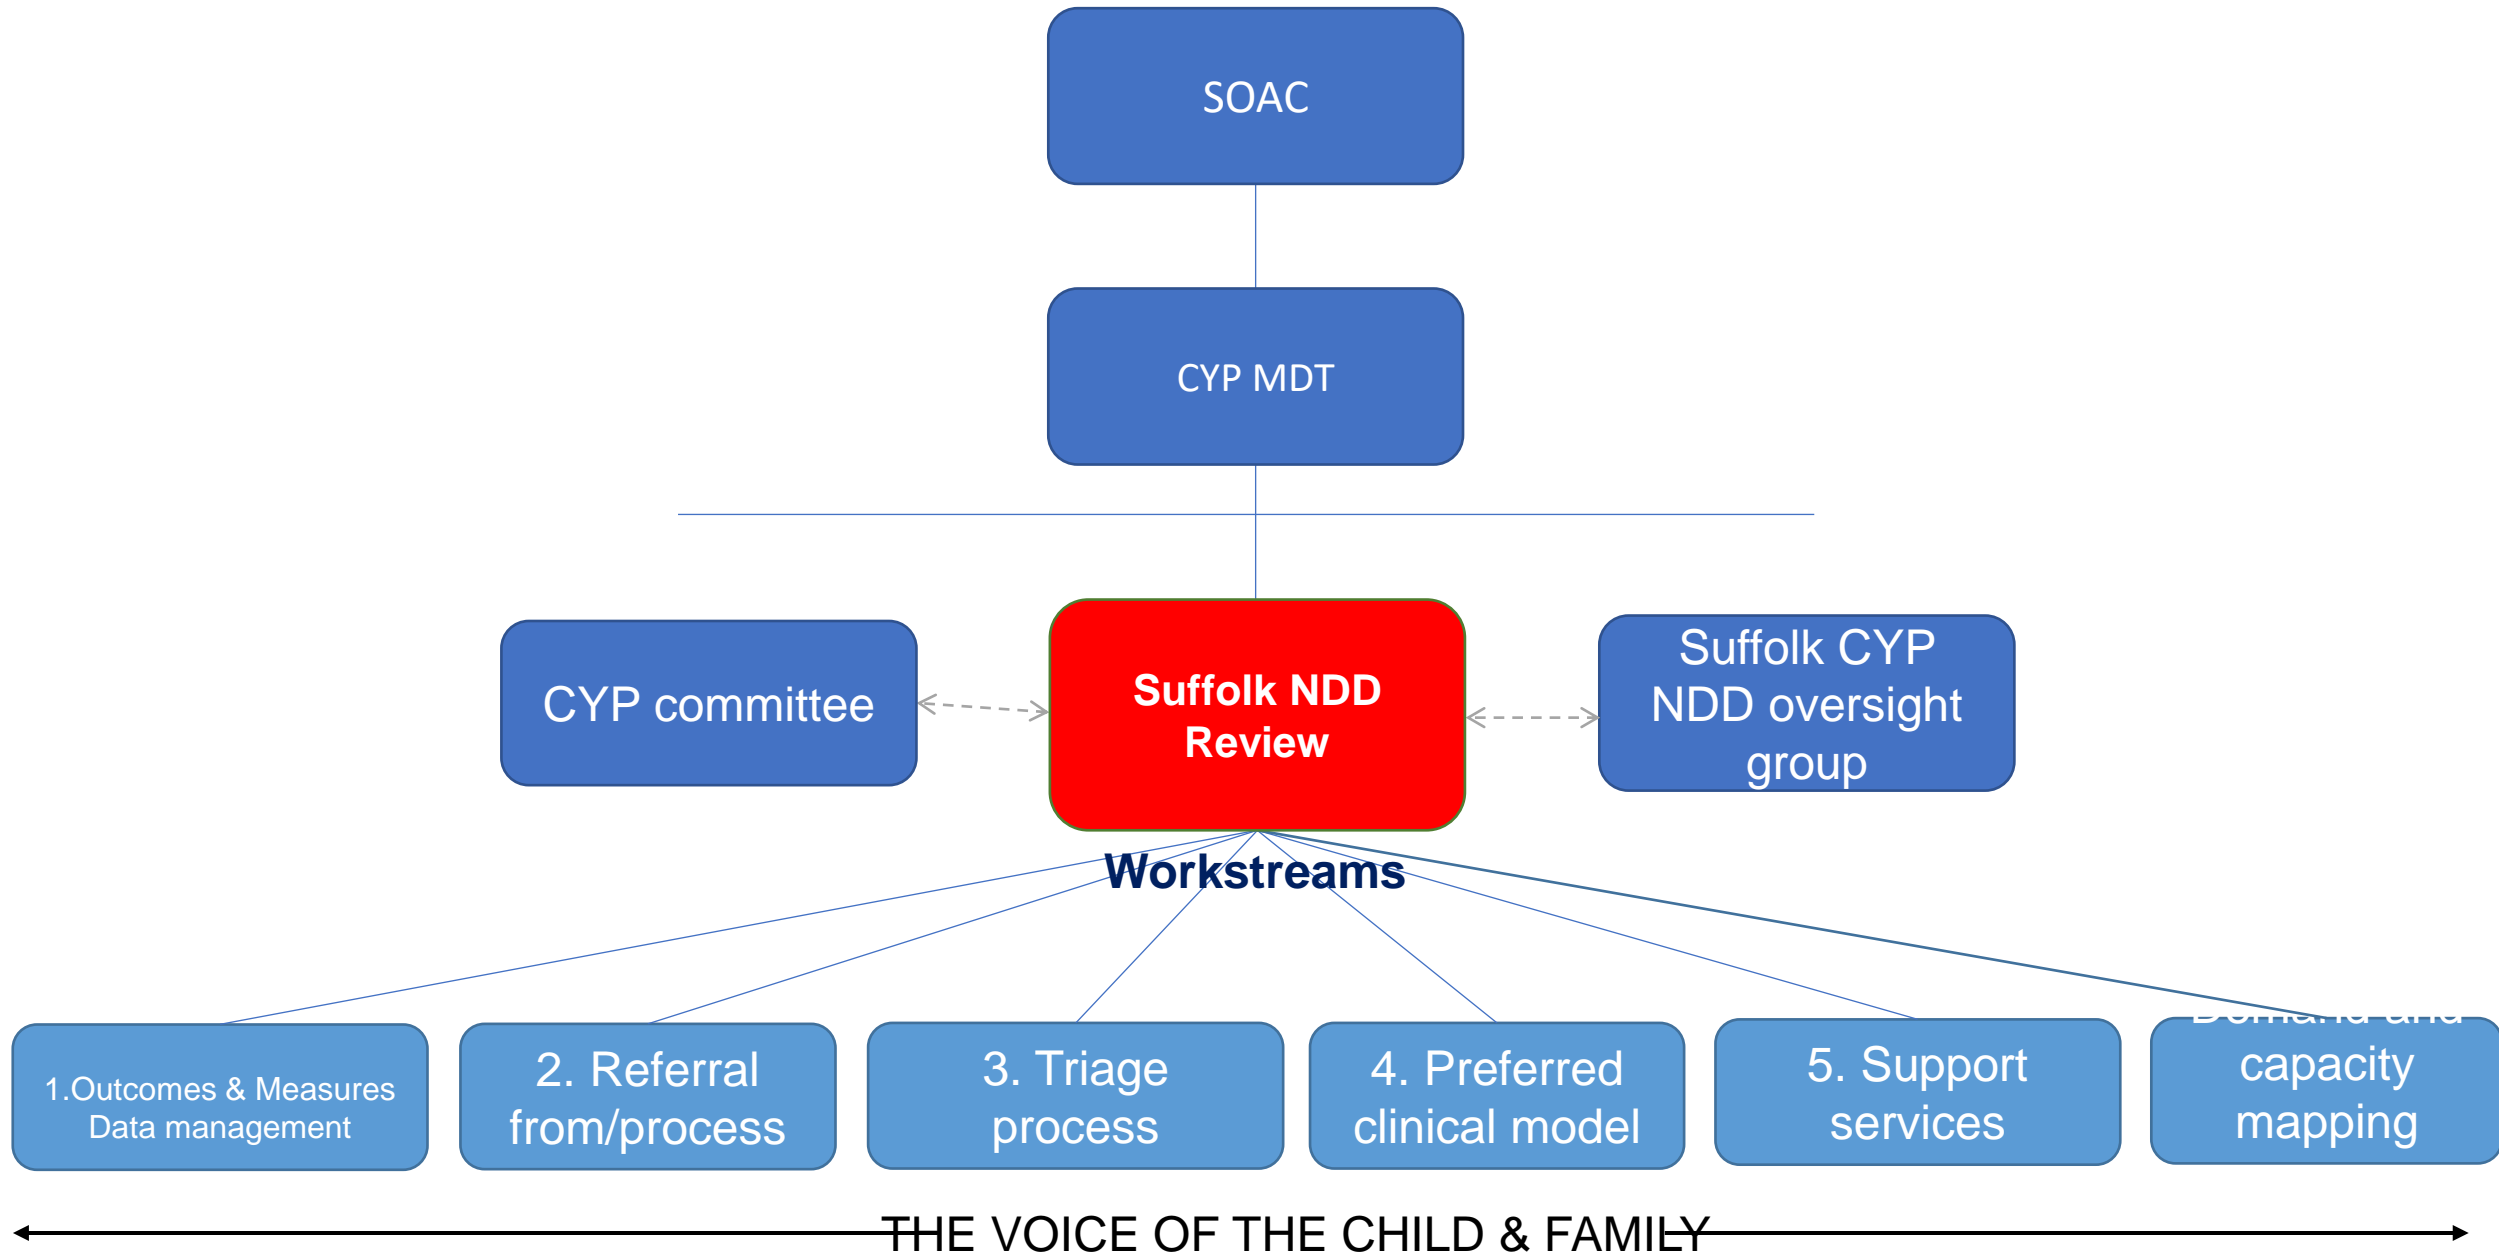 SOAC
CYP MDT
CYP committee
Suffolk NDD
Review
Suffolk CYP
NDD oversight
group
Workstreams
1.Outcomes & Measures
Data management
2. Referral
from/process
3. Triage
process
4. Preferred
clinical model
5. Support
services
Demand and
capacity
mapping
THE VOICE OF THE CHILD & FAMILY